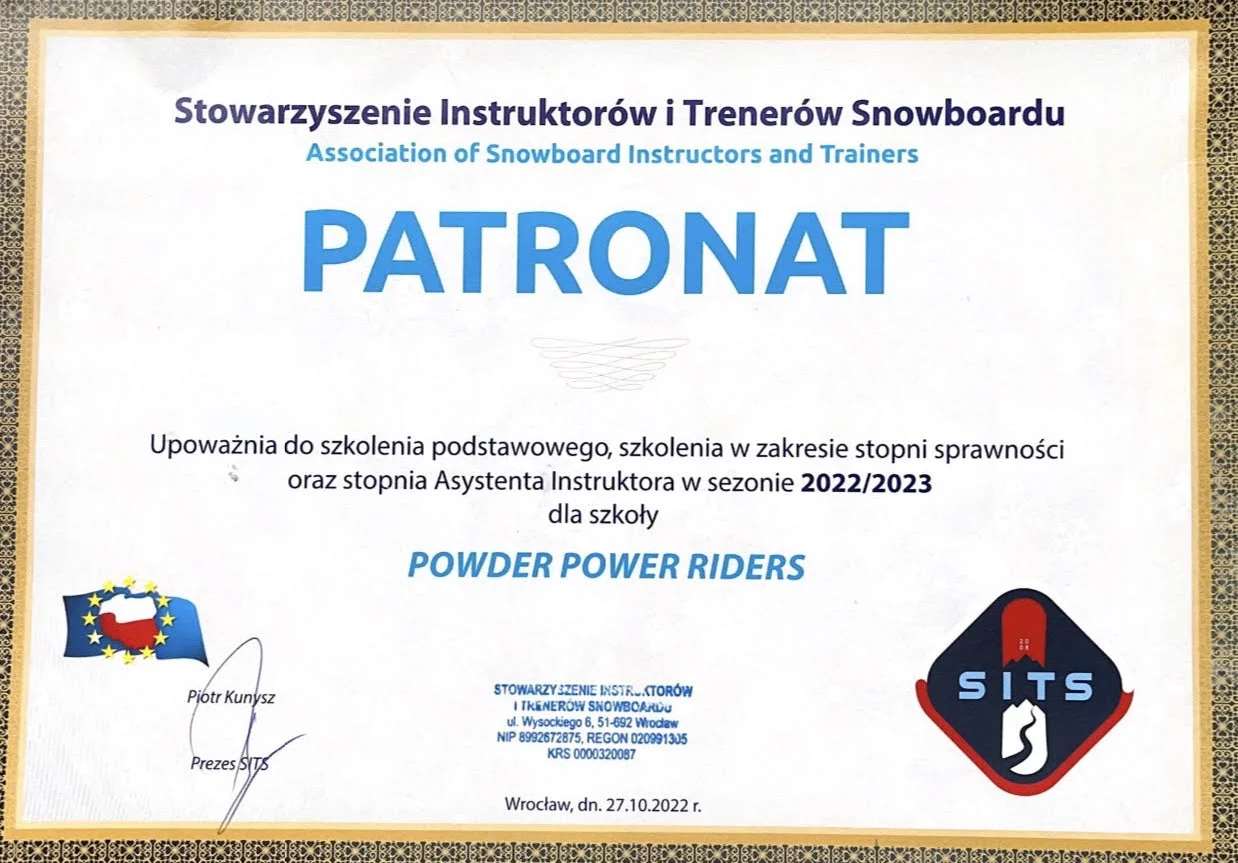 Stowarzyszenie Instruktorów i Trenerów Snowboardu
Association of Snowboard Instructors and Trainers
PATRONAT
Upoważnia do szkolenia podstawowego, szkolenia w zakresie stopni sprawności
oraz stopnia Asystenta Instruktora w sezonie 2022/2023
dla szkoły
POWDER POWER RIDERS
Piotr Kunysz
Prezes SITS
STOWARZYSZENIE INSTRUKTORÓW
I TRENERÓW SNOWBOARDU
ul. Wysockiego 6, 51-692 Wrocław
NIP 8992672875, REGON 020991305
KRS 0000320087
Wrocław, dn. 27.10.2022 r.
20
08
SITS